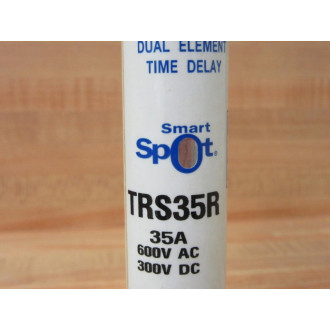 DUAL ELEMENT
TIME DELAY
Smart
Spot®
TRS35R
35A
600V AC
300V DC